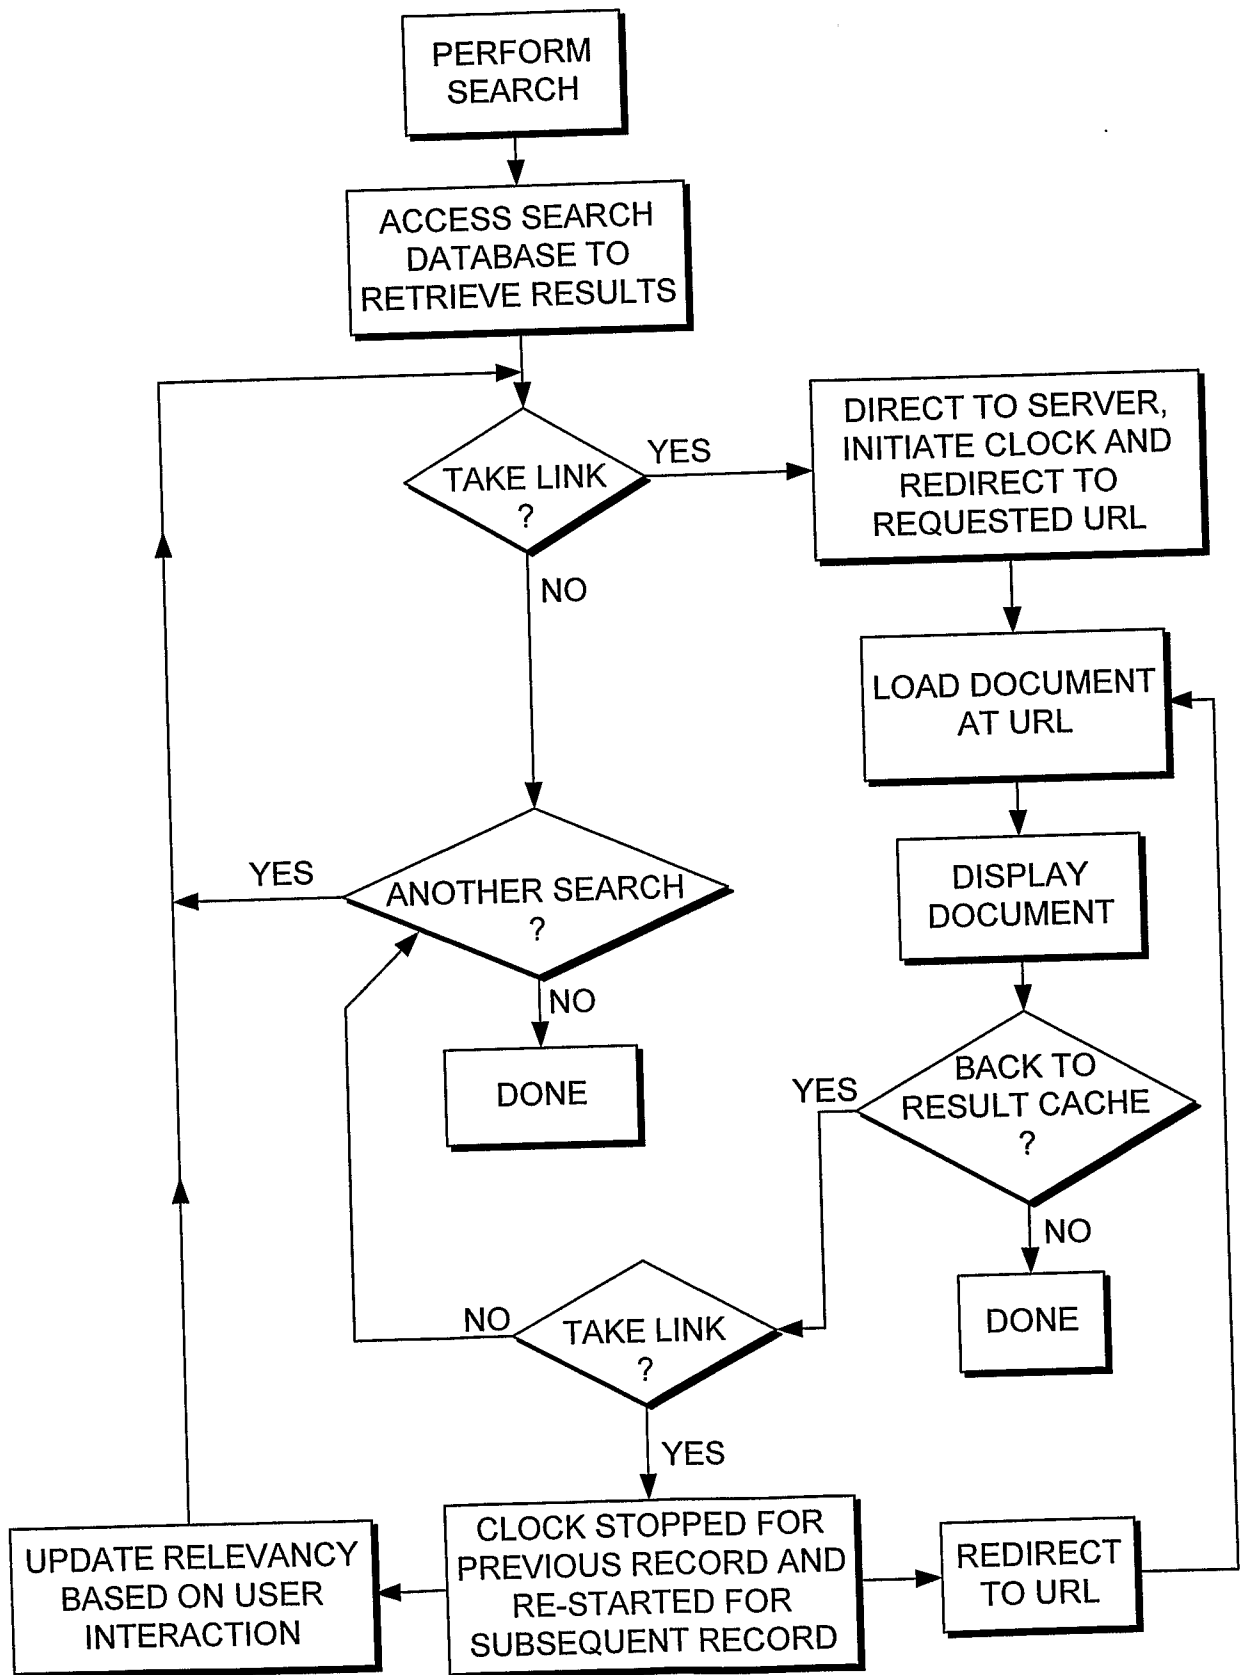 PERFORM
SEARCH
ACCESS SEARCH
DATABASE TO
RETRIEVE RESULTS
TAKE LINK
?
YES
NO
DIRECT TO SERVER,
INITIATE CLOCK AND
REDIRECT TO
REQUESTED URL
LOAD DOCUMENT
AT URL
DISPLAY
DOCUMENT
YES
ANOTHER SEARCH
?
NO
DONE
BACK TO
RESULT CACHE
?
YES
NO
DONE
NO
TAKE LINK
?
YES
UPDATE RELEVANCY
BASED ON USER
INTERACTION
CLOCK STOPPED FOR
PREVIOUS RECORD AND
RE-STARTED FOR
SUBSEQUENT RECORD
REDIRECT
TO URL